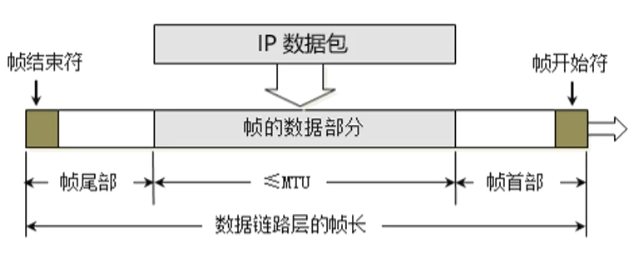 IP 数据包
帧结束符
帧开始符
帧的数据部分
帧尾部
≤MTU
帧首部
数据链路层的帧长